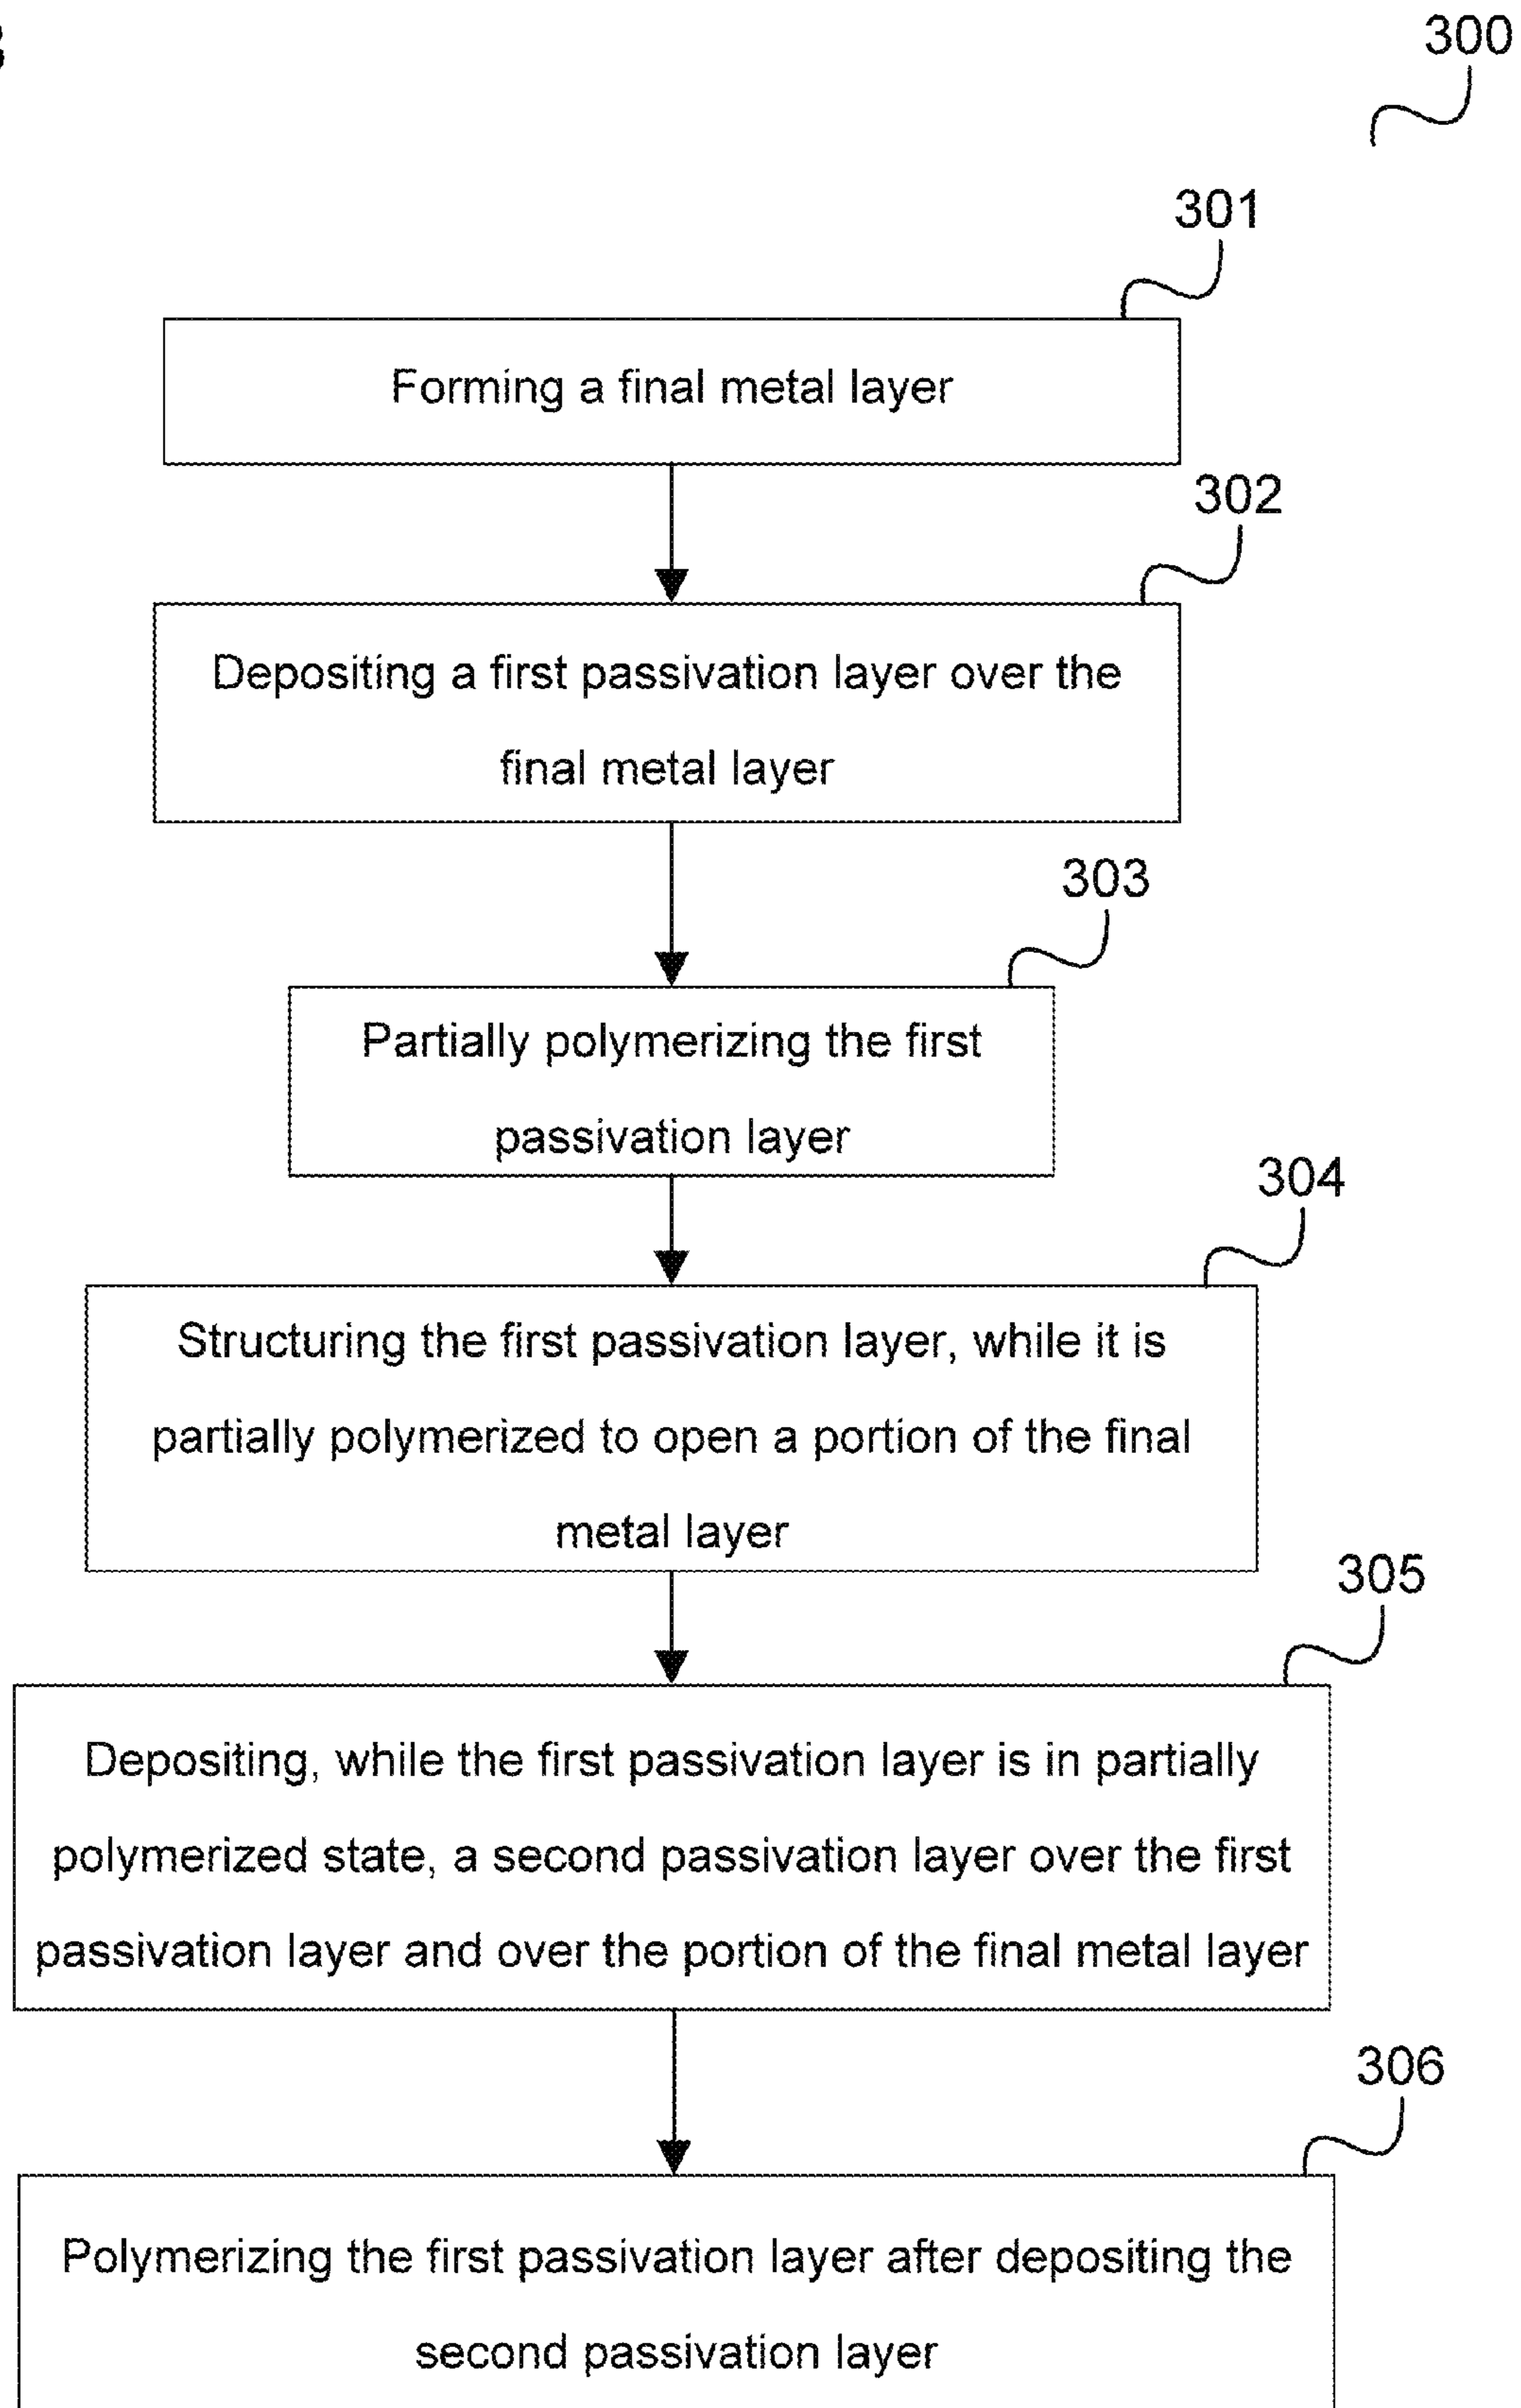 300
301
Forming a final metal layer
302
Depositing a first passivation layer over the
final metal layer
303
Partially polymerizing the first
passivation layer
304
Structuring the first passivation layer, while it is
partially polymerized to open a portion of the final
metal layer
305
Depositing, while the first passivation layer is in partially
polymerized state, a second passivation layer over the first
passivation layer and over the portion of the final metal layer
306
Polymerizing the first passivation layer after depositing the
second passivation layer